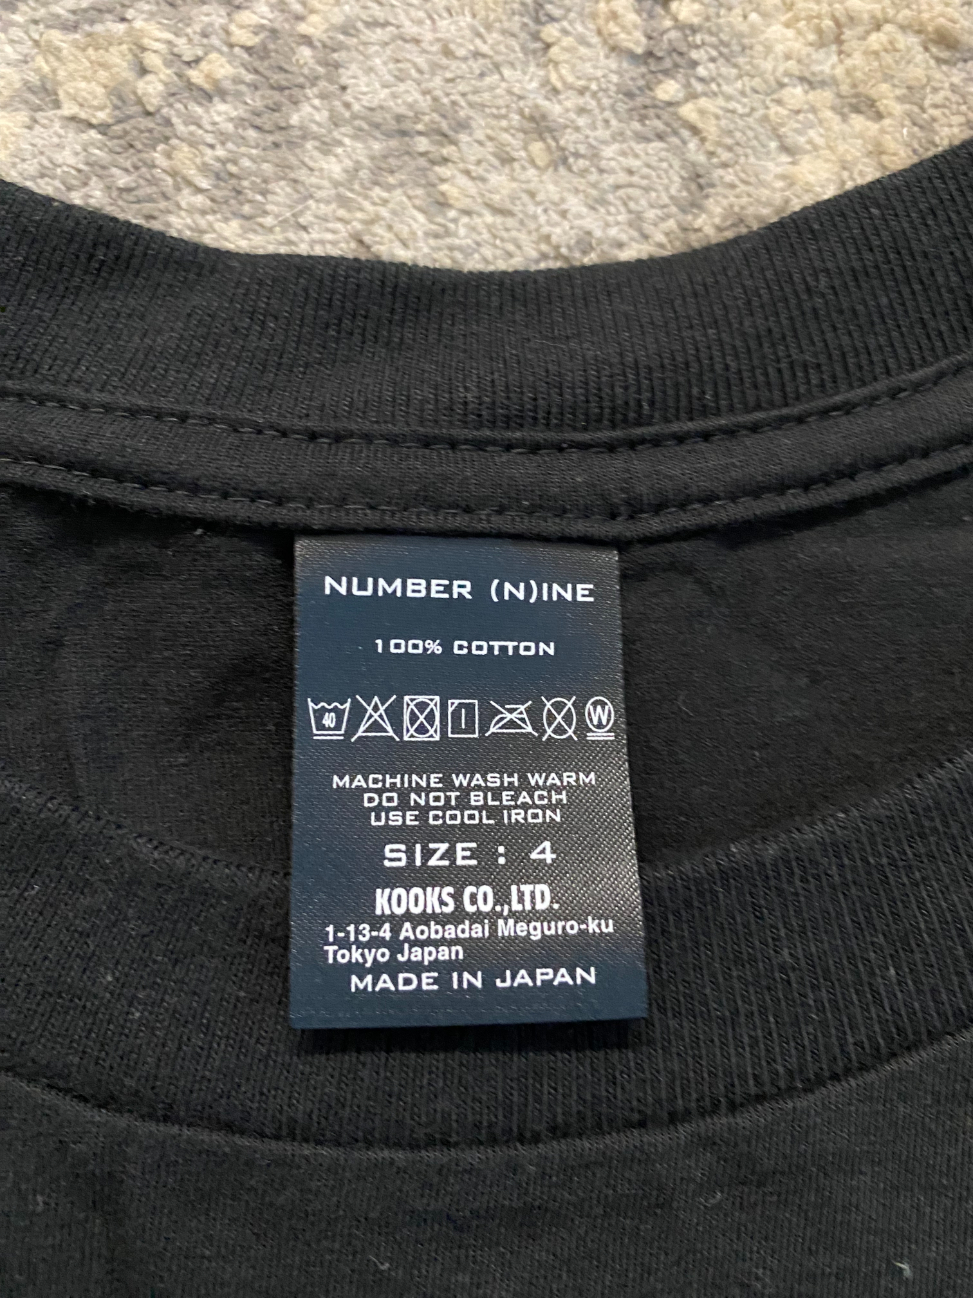 NUMBER (N)INE
100% COTTON
40 I W
MACHINE WASH WARM
DO NOT BLEACH
USE COOL IRON
SIZE : 4
KOOKS CO.,LTD.
1-13-4 Aobadai Meguro-ku
Tokyo Japan
MADE IN JAPAN